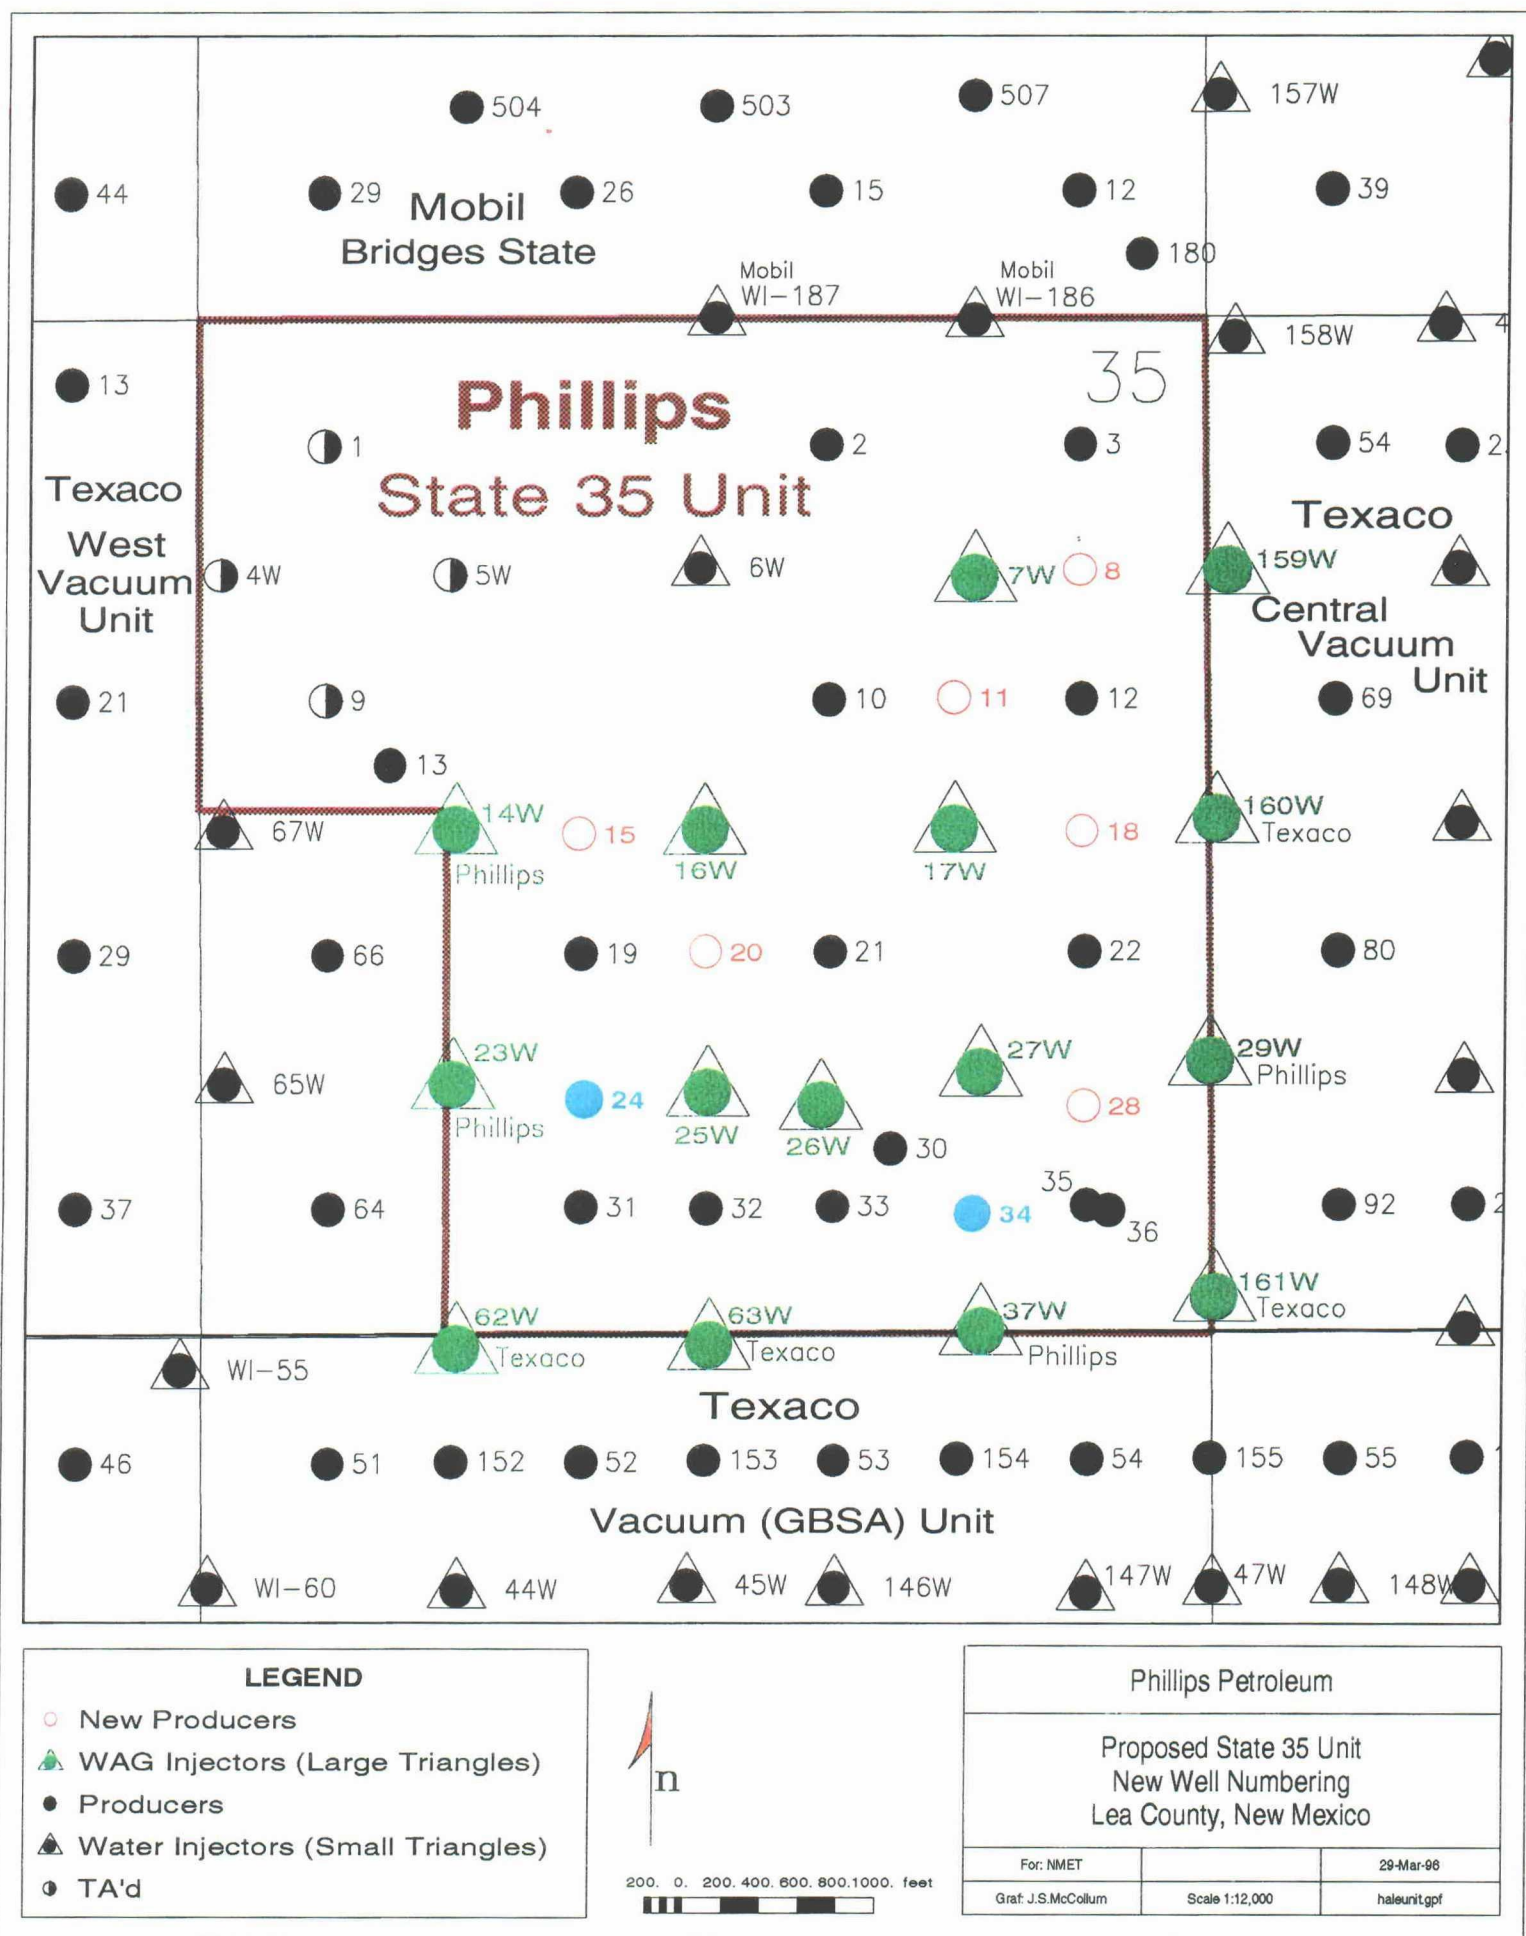 504
503
507
157W
44
29
26
15
12
39
Mobil
Bridges State
180
Mobil
WI-187
Mobil
WI-186
158W
4
35
13
Phillips
1
2
3
54
2
State 35 Unit
Texaco
West
Vacuum
Unit
Texaco
4W
5W
6W
7W
8
159W
Central
Vacuum
Unit
21
9
10
11
12
69
13
67W
14W
Phillips
15
16W
17W
18
160W
Texaco
29
66
19
20
21
22
80
65W
23W
Phillips
24
25W
26W
27W
28
29W
Phillips
30
37
64
31
32
33
34
35
36
92
2
161W
Texaco
62W
Texaco
63W
Texaco
37W
Phillips
WI-55
Texaco
46
51
152
52
153
53
154
54
155
55
1
Vacuum (GBSA) Unit
WI-60
44W
45W
146W
147W
47W
148W
LEGEND
New Producers
WAG Injectors (Large Triangles)
Producers
Water Injectors (Small Triangles)
TA'd
n
200. 0. 200. 400. 600. 800. 1000. feet
Phillips Petroleum
Proposed State 35 Unit
New Well Numbering
Lea County, New Mexico
For: NMET
29-Mar-96
Graf: J.S.McCollum
Scale 1:12,000
haleunit.gpf